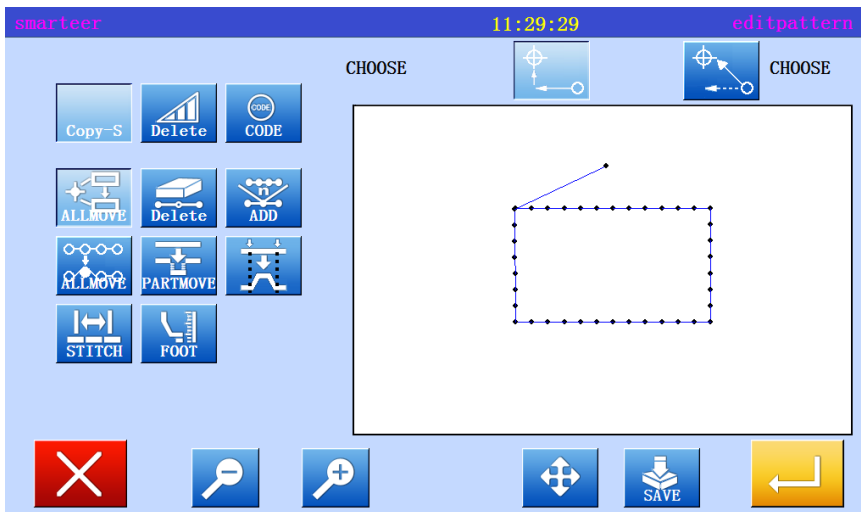 smarteer 11:29:29 editpattern
CHOOSE CHOOSE
Copy-S Delete CODE CODE
ALLMOVE Delete n ADD
ALLMOVE PARTMOVE
STITCH FOOT
SAVE